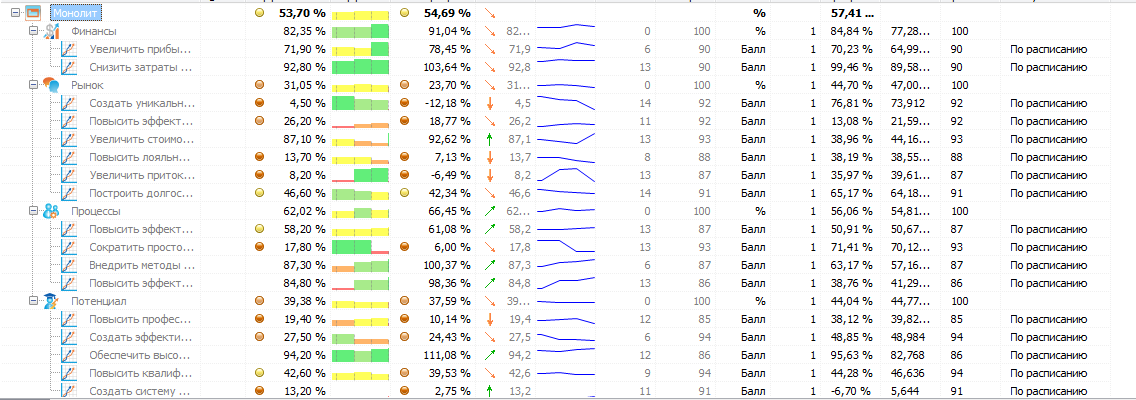 Монолит 53,70 % 54,69 % % 57,41 ...
Финансы 82,35 % 91,04 % 82... 0 100 % 1 84,84 % 77,28... 100
Увеличить прибы... 71,90 % 78,45 % 71,9 6 90 Балл 1 70,23 % 64,99... 90 По расписанию
Снизить затраты ... 92,80 % 103,64 % 92,8 13 90 Балл 1 99,46 % 89,58... 90 По расписанию
Рынок 31,05 % 23,70 % 31... 0 100 % 1 44,70 % 47,00... 100
Создать уникальн... 4,50 % -12,18 % 4,5 14 92 Балл 1 76,81 % 73,912 92 По расписанию
Повысить эффект... 26,20 % 18,77 % 26,2 11 92 Балл 1 13,08 % 21,59... 92 По расписанию
Увеличить стоимо... 87,10 % 92,62 % 87,1 13 93 Балл 1 38,96 % 44,16... 93 По расписанию
Повысить лояльн... 13,70 % 7,13 % 13,7 8 88 Балл 1 38,19 % 38,55... 88 По расписанию
Увеличить приток... 8,20 % -6,49 % 8,2 13 87 Балл 1 35,97 % 39,61... 87 По расписанию
Построить долгос... 46,60 % 42,34 % 46,6 14 91 Балл 1 65,17 % 64,18... 91 По расписанию
Процессы 62,02 % 66,45 % 62... 0 100 % 1 56,06 % 54,81... 100
Повысить эффект... 58,20 % 61,08 % 58,2 13 87 Балл 1 50,91 % 50,67... 87 По расписанию
Сократить просто... 17,80 % 6,00 % 17,8 13 93 Балл 1 71,41 % 70,12... 93 По расписанию
Внедрить методы ... 87,30 % 100,37 % 87,3 6 87 Балл 1 63,17 % 57,16... 87 По расписанию
Повысить эффект... 84,80 % 98,36 % 84,8 13 86 Балл 1 38,76 % 41,29... 86 По расписанию
Потенциал 39,38 % 37,59 % 39... 0 100 % 1 44,04 % 44,77... 100
Повысить профес... 19,40 % 10,14 % 19,4 12 85 Балл 1 38,12 % 39,82... 85 По расписанию
Создать эффекти... 27,50 % 24,43 % 27,5 6 94 Балл 1 48,85 % 48,984 94 По расписанию
Обеспечить высо... 94,20 % 111,08 % 94,2 12 86 Балл 1 95,63 % 82,768 86 По расписанию
Повысить квалиф... 42,60 % 39,53 % 42,6 9 94 Балл 1 44,28 % 46,636 94 По расписанию
Создать систему ... 13,20 % 2,75 % 13,2 11 91 Балл 1 -6,70 % 5,644 91 По расписанию